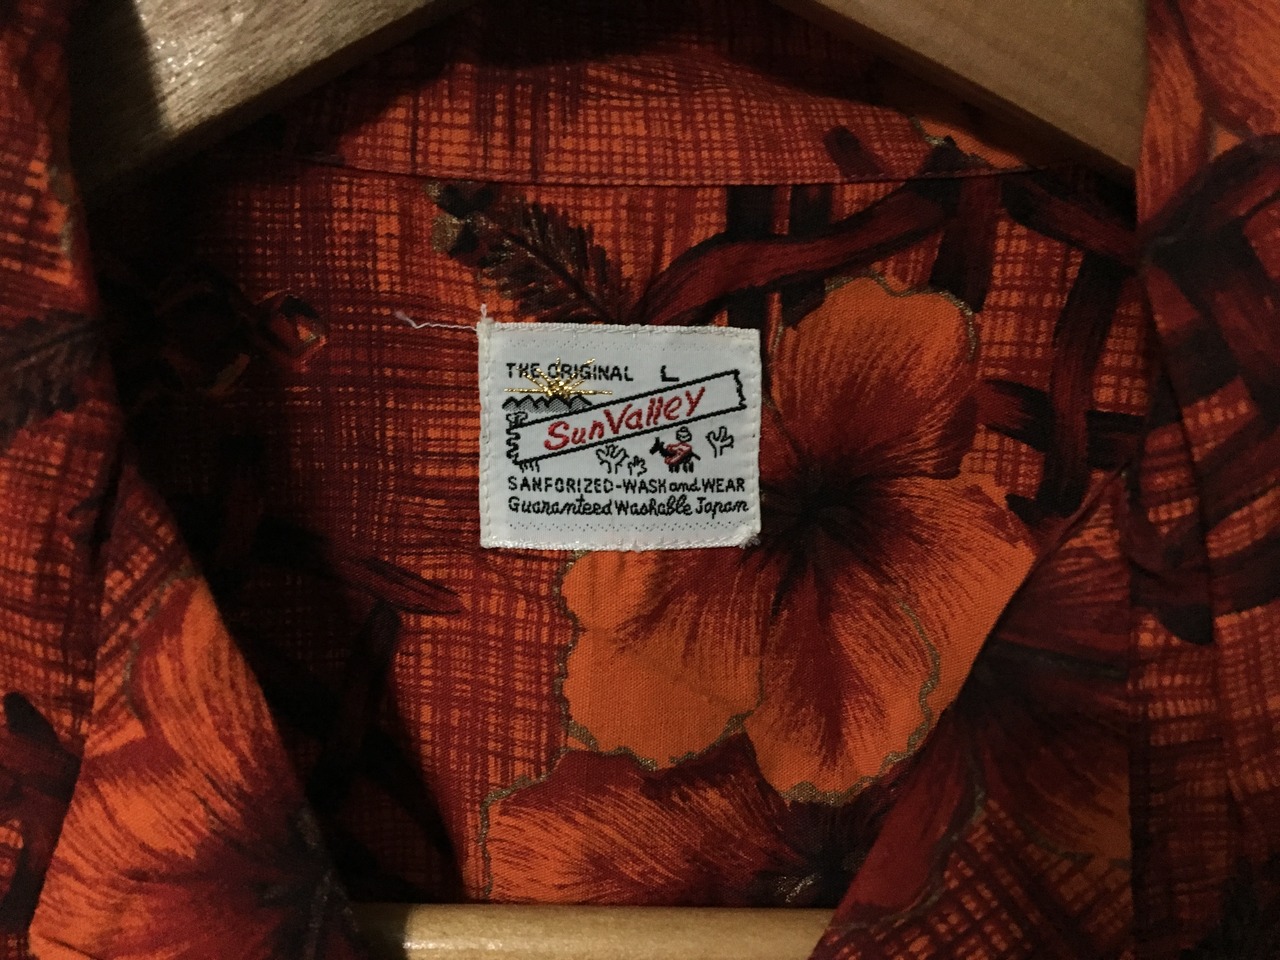 THE ORIGINAL L
SunValley
SANFORIZED-WASH and WEAR
Guaranteed Washable Japan